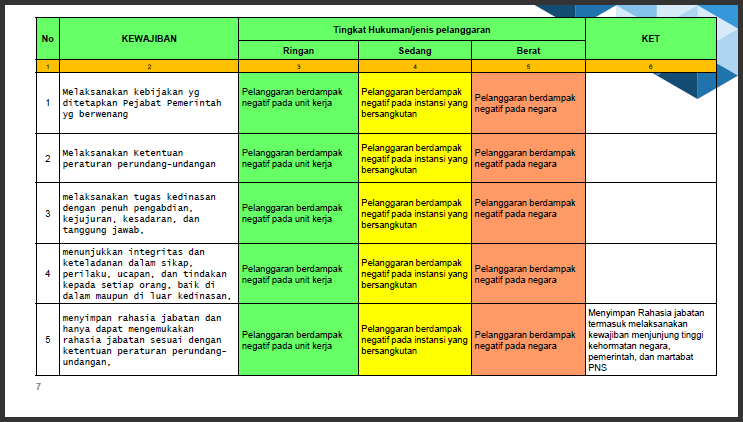 No
KEWAJIBAN
Tingkat Hukuman/jenis pelanggaran
KET
Ringan
Sedang
Berat
1
2
3
4
5
6
1
Melaksanakan kebijakan yg
ditetapkan Pejabat Pemerintah
yg berwenang
Pelanggaran berdampak
negatif pada unit kerja
Pelanggaran berdampak
negatif pada instansi yang
bersangkutan
Pelanggaran berdampak
negatif pada negara
2
Melaksanakan Ketentuan
peraturan perundang-undangan
Pelanggaran berdampak
negatif pada unit kerja
Pelanggaran berdampak
negatif pada instansi yang
bersangkutan
Pelanggaran berdampak
negatif pada negara
3
melaksanakan tugas kedinasan
dengan penuh pengabdian,
kejujuran, kesadaran, dan
tanggung jawab,
Pelanggaran berdampak
negatif pada unit kerja
Pelanggaran berdampak
negatif pada instansi yang
bersangkutan
Pelanggaran berdampak
negatif pada negara
4
menunjukkan integritas dan
keteladanan dalam sikap,
perilaku, ucapan, dan tindakan
kepada setiap orang, baik di
dalam maupun di luar kedinasan,
Pelanggaran berdampak
negatif pada unit kerja
Pelanggaran berdampak
negatif pada instansi yang
bersangkutan
Pelanggaran berdampak
negatif pada negara
5
menyimpan rahasia jabatan dan
hanya dapat mengemukakan
rahasia jabatan sesuai dengan
ketentuan peraturan perundang-
undangan,
Pelanggaran berdampak
negatif pada unit kerja
Pelanggaran berdampak
negatif pada instansi yang
bersangkutan
Pelanggaran berdampak
negatif pada negara
Menyimpan Rahasia jabatan
termasuk melaksanakan
kewajiban menjunjung tinggi
kehormatan negara,
pemerintah, dan martabat
PNS
7